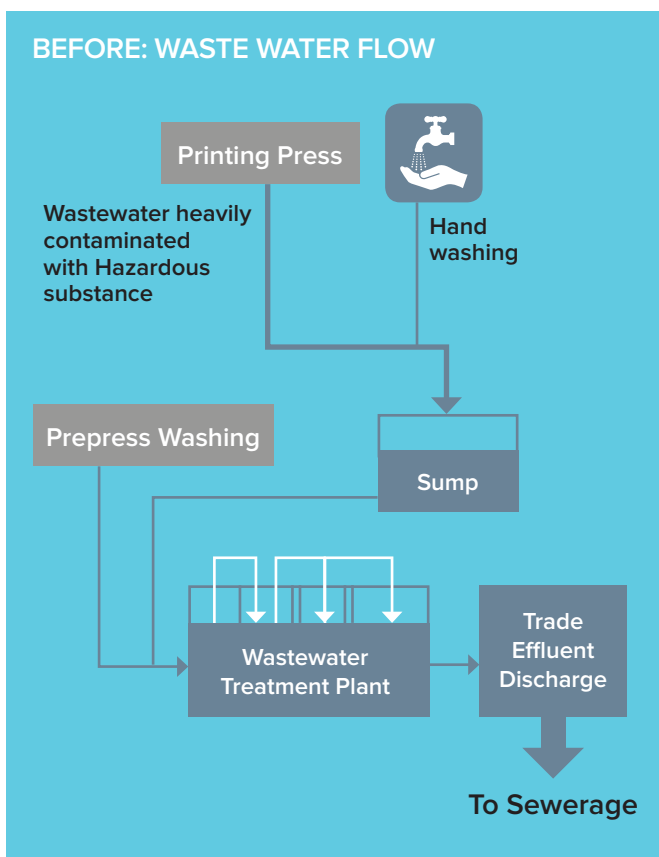 BEFORE: WASTE WATER FLOW
Printing Press
Wastewater heavily
contaminated
with Hazardous
substance
Hand
washing
Prepress Washing
Sump
Wastewater
Treatment Plant
Trade
Effluent
Discharge
To Sewerage